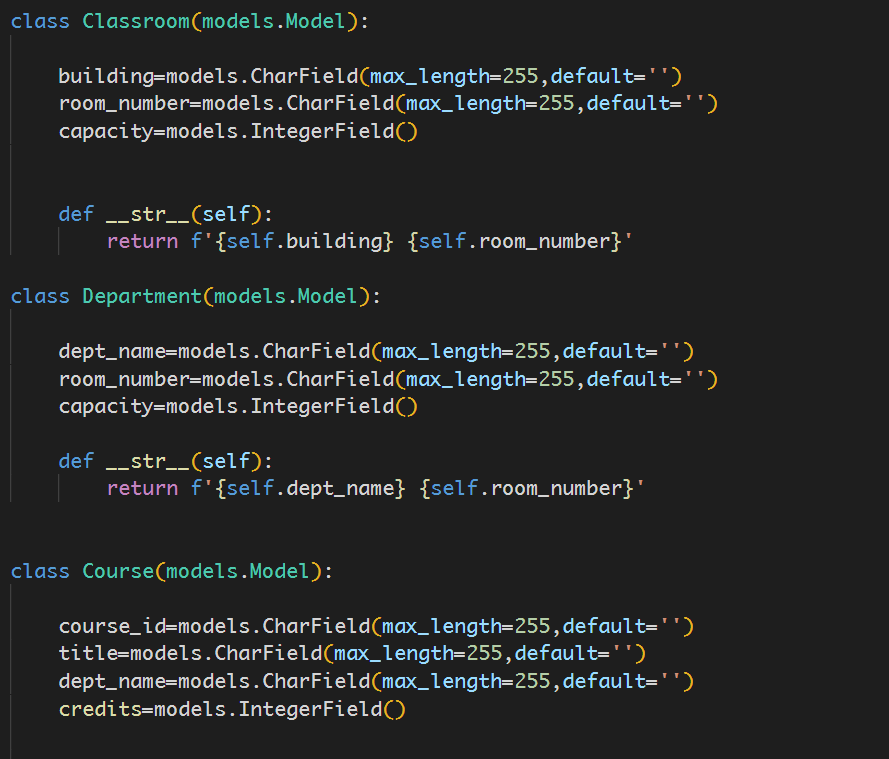 class Classroom(models.Model):
building=models.CharField(max_length=255,default='')
room_number=models.CharField(max_length=255,default='')
capacity=models.IntegerField()
def __str__(self):
return f'{self.building} {self.room_number}'
class Department(models.Model):
dept_name=models.CharField(max_length=255,default='')
room_number=models.CharField(max_length=255,default='')
capacity=models.IntegerField()
def __str__(self):
return f'{self.dept_name} {self.room_number}'
class Course(models.Model):
course_id=models.CharField(max_length=255,default='')
title=models.CharField(max_length=255,default='')
dept_name=models.CharField(max_length=255,default='')
credits=models.IntegerField()